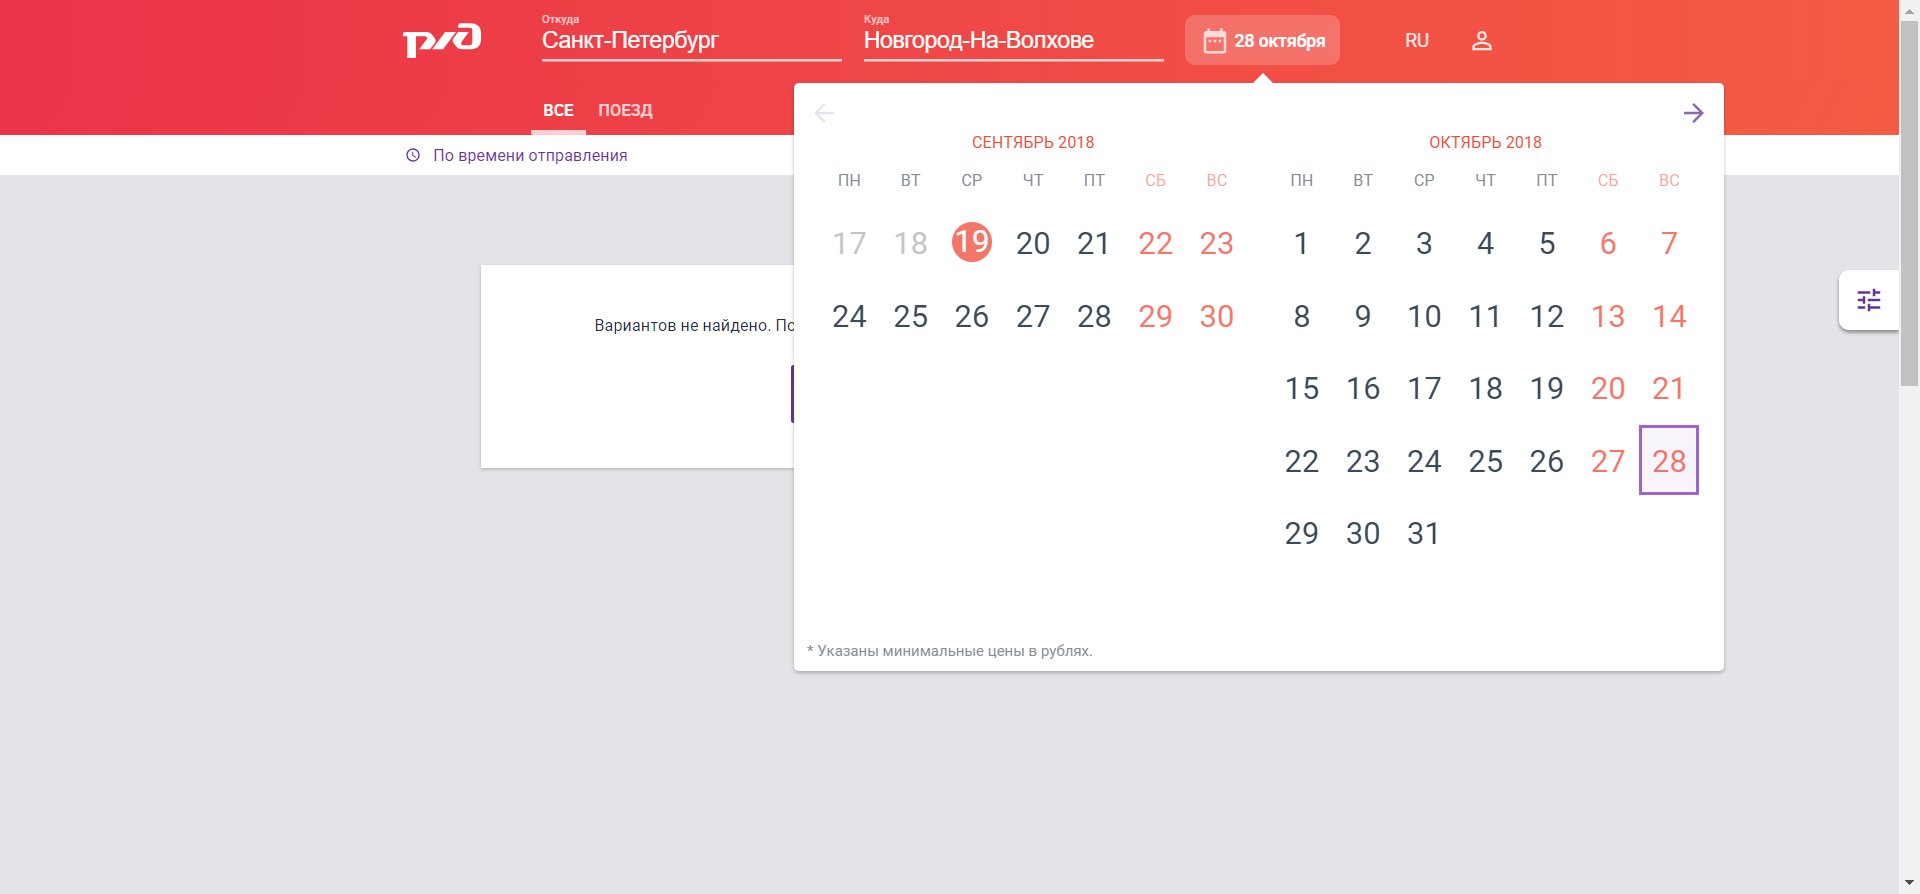 ржд
Откуда
Санкт-Петербург
Куда
Новгород-На-Волхове
28 октября
RU
ВСЕ
ПОЕЗД
По времени отправления
СЕНТЯБРЬ 2018
ПН ВТ СР ЧТ ПТ СБ ВС
17 18 19 20 21 22 23
24 25 26 27 28 29 30
ОКТЯБРЬ 2018
ПН ВТ СР ЧТ ПТ СБ ВС
1 2 3 4 5 6 7
8 9 10 11 12 13 14
15 16 17 18 19 20 21
22 23 24 25 26 27 28
29 30 31
Вариантов не найдено.
* Указаны минимальные цены в рублях.